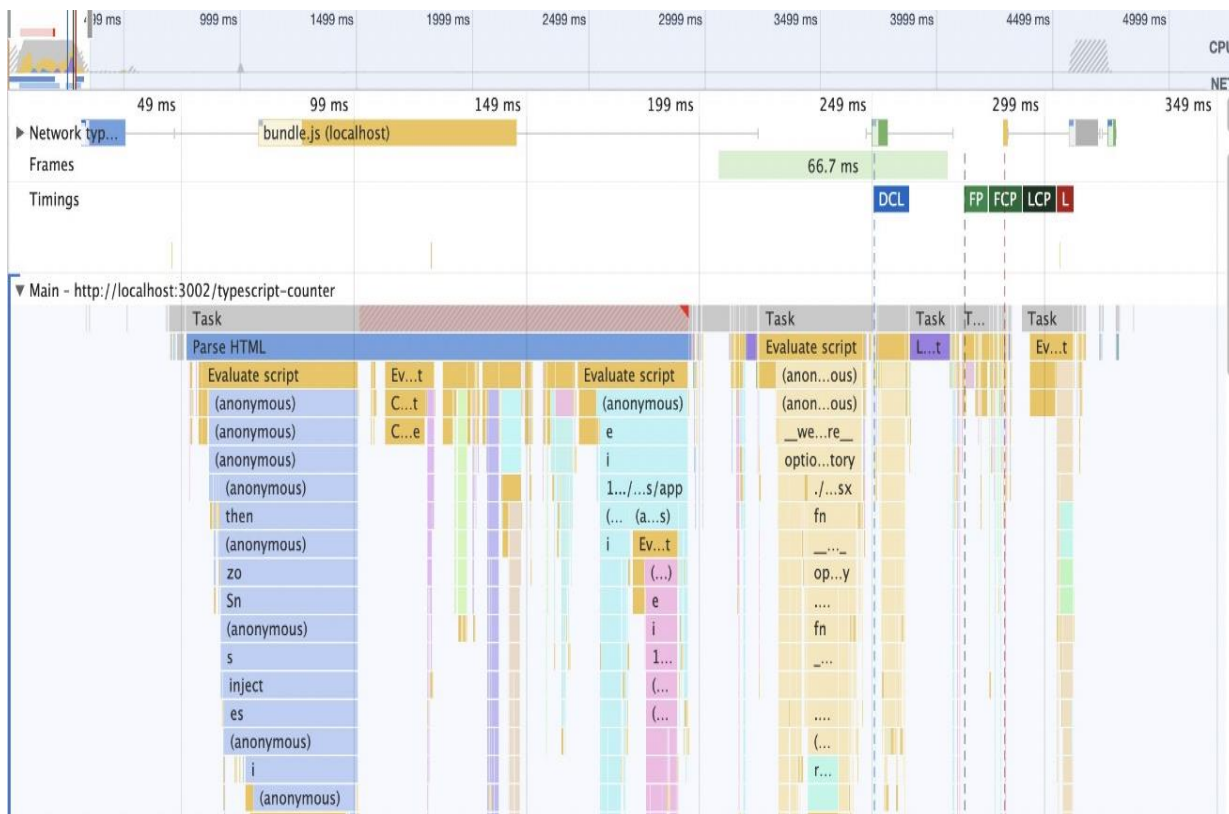 999 ms 1499 ms 1999 ms 2499 ms 2999 ms 3499 ms 3999 ms 4499 ms 4999 ms
CPU
NET
49 ms 99 ms 149 ms 199 ms 249 ms 299 ms 349 ms
Network typ... bundle.js (localhost)
Frames 66.7 ms
Timings DCL FP FCP LCP L
Main – http://localhost:3002/typescript-counter
Task Task Task T... Task
Parse HTML Evaluate script L...t Ev...t
Evaluate script Ev...t Evaluate script (anon...ous)
(anonymous) C...t (anonymous) (anon...ous)
(anonymous) C...e e __we...re__
(anonymous) i optio...tory
(anonymous) 1.../...s/app ./...sx
then (... (a...s) fn
(anonymous) i Ev...t __..._
zo (...) op...y
Sn e ....
(anonymous) i fn
s 1... _...
inject (...
es (... ....
(anonymous) (...
i r...
(anonymous)